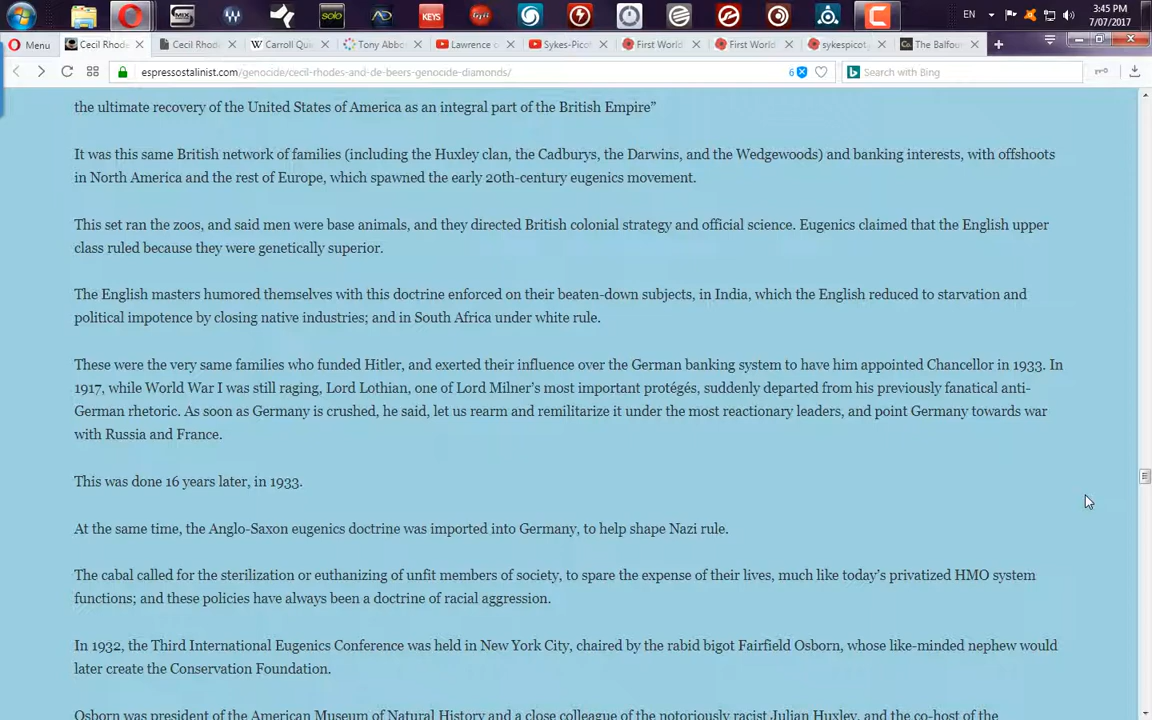 SOLO
KEYS
EN
3:45 PM
7/07/2017
Menu
Cecil Rhode
Cecil Rhod
Carroll Qui
Tony Abbo
Lawrence o
Sykes-Pico
First World
First World
sykespicot
The Balfou
espressostalinist.com/genocide/cecil-rhodes-and-de-beers-genocide-diamonds/
6
Search with Bing
the ultimate recovery of the United States of America as an integral part of the British Empire”
It was this same British network of families (including the Huxley clan, the Cadburys, the Darwins, and the Wedgewoods) and banking interests, with offshoots
in North America and the rest of Europe, which spawned the early 20th-century eugenics movement.
This set ran the zoos, and said men were base animals, and they directed British colonial strategy and official science. Eugenics claimed that the English upper
class ruled because they were genetically superior.
The English masters humored themselves with this doctrine enforced on their beaten-down subjects, in India, which the English reduced to starvation and
political impotence by closing native industries; and in South Africa under white rule.
These were the very same families who funded Hitler, and exerted their influence over the German banking system to have him appointed Chancellor in 1933. In
1917, while World War I was still raging, Lord Lothian, one of Lord Milner’s most important protégés, suddenly departed from his previously fanatical anti-
German rhetoric. As soon as Germany is crushed, he said, let us rearm and remilitarize it under the most reactionary leaders, and point Germany towards war
with Russia and France.
This was done 16 years later, in 1933.
At the same time, the Anglo-Saxon eugenics doctrine was imported into Germany, to help shape Nazi rule.
The cabal called for the sterilization or euthanizing of unfit members of society, to spare the expense of their lives, much like today’s privatized HMO system
functions; and these policies have always been a doctrine of racial aggression.
In 1932, the Third International Eugenics Conference was held in New York City, chaired by the rabid bigot Fairfield Osborn, whose like-minded nephew would
later create the Conservation Foundation.
Osborn was president of the American Museum of Natural History and a close colleague of the notoriously racist Julian Huxley, and the co-host of the